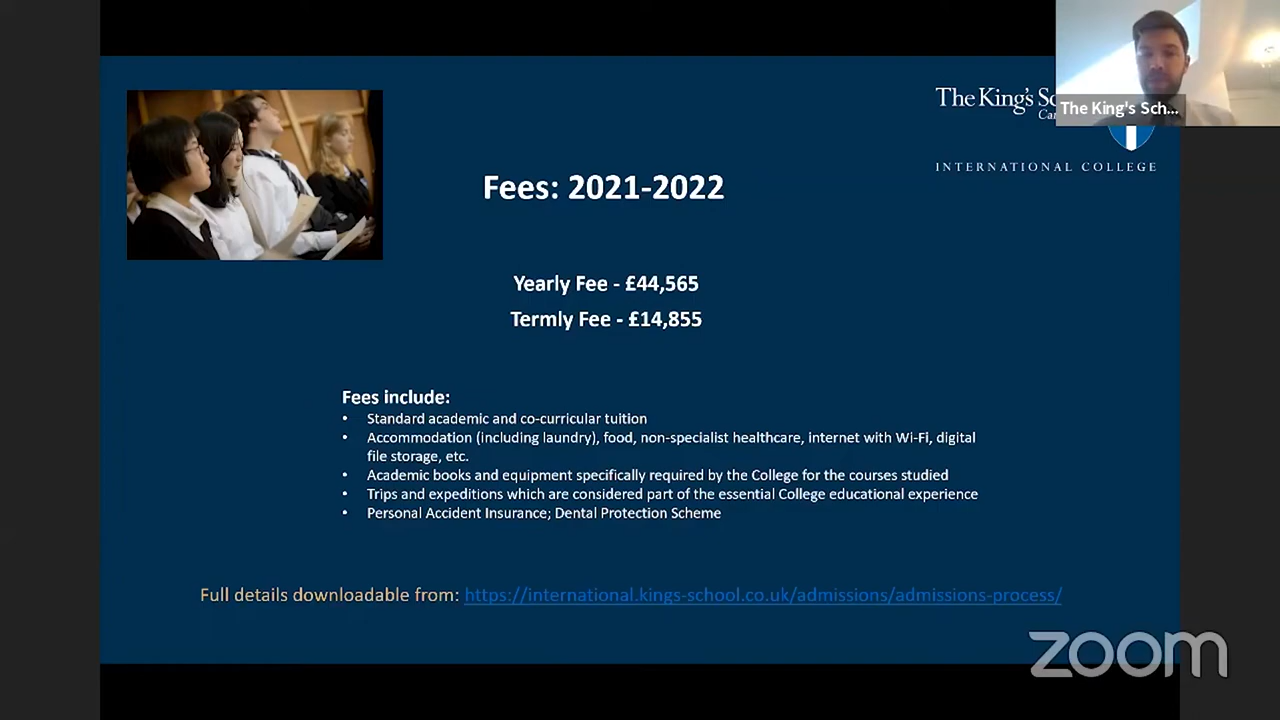 The King's
The King's Sch...
INTERNATIONAL COLLEGE
Fees: 2021-2022
Yearly Fee - £44,565
Termly Fee - £14,855
Fees include:
• Standard academic and co-curricular tuition
• Accommodation (including laundry), food, non-specialist healthcare, internet with Wi-Fi, digital
file storage, etc.
• Academic books and equipment specifically required by the College for the courses studied
• Trips and expeditions which are considered part of the essential College educational experience
• Personal Accident Insurance; Dental Protection Scheme
Full details downloadable from: https://international.kings-school.co.uk/admissions/admissions-process/
zoom